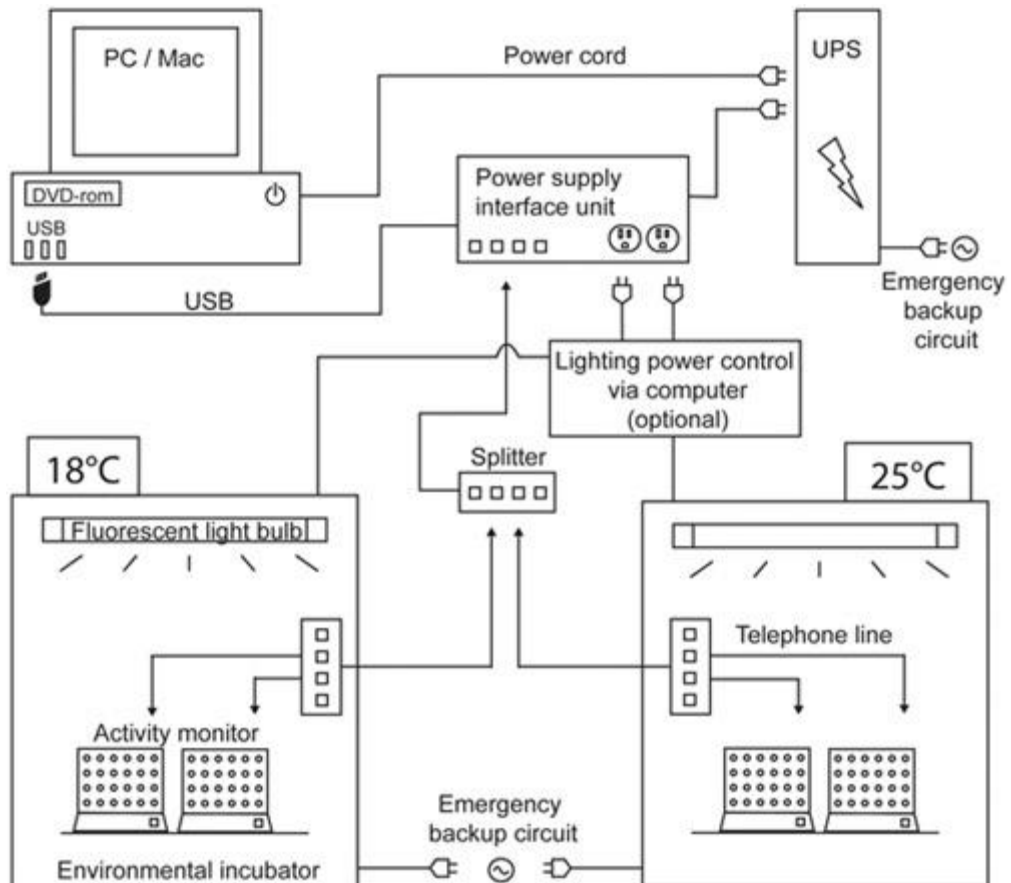 PC / Mac
DVD-rom
USB
USB
Power cord
UPS
Power supply
interface unit
Emergency
backup
circuit
Lighting power control
via computer
(optional)
Splitter
18°C
Fluorescent light bulb
25°C
Telephone line
Activity monitor
Emergency
backup circuit
Environmental incubator